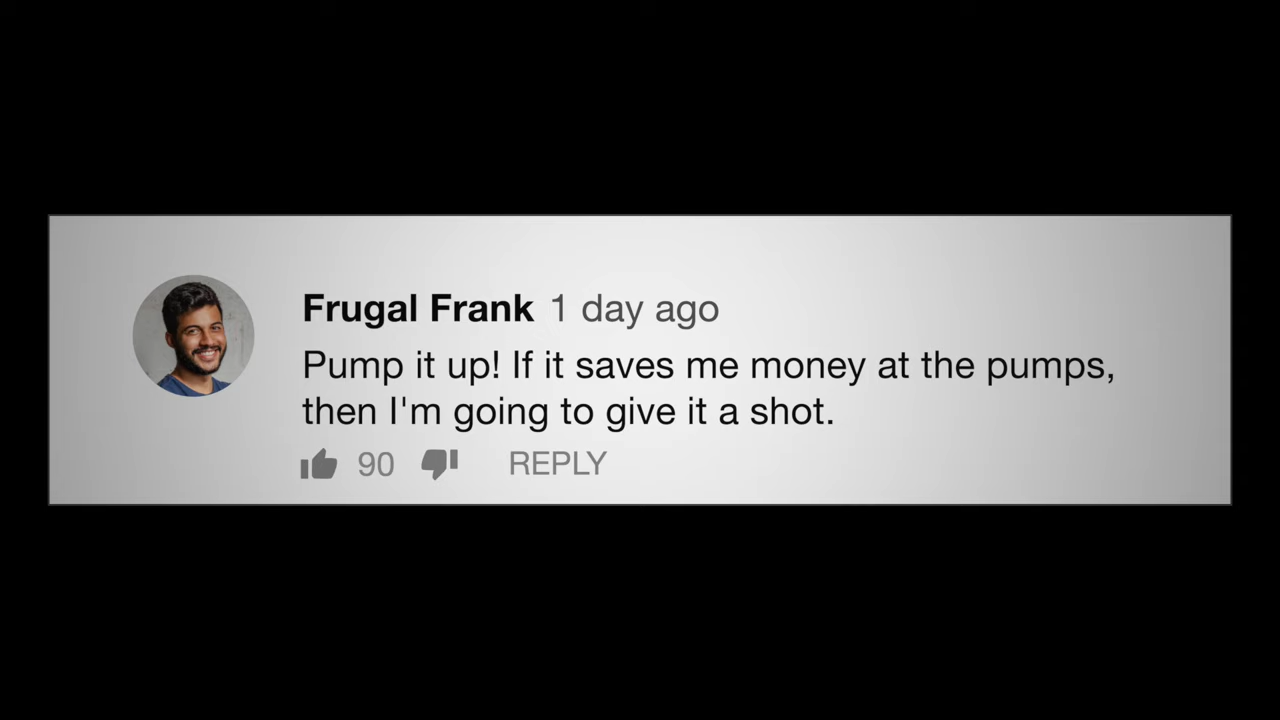 Frugal Frank 1 day ago
Pump it up! If it saves me money at the pumps,
then I'm going to give it a shot.
90 REPLY